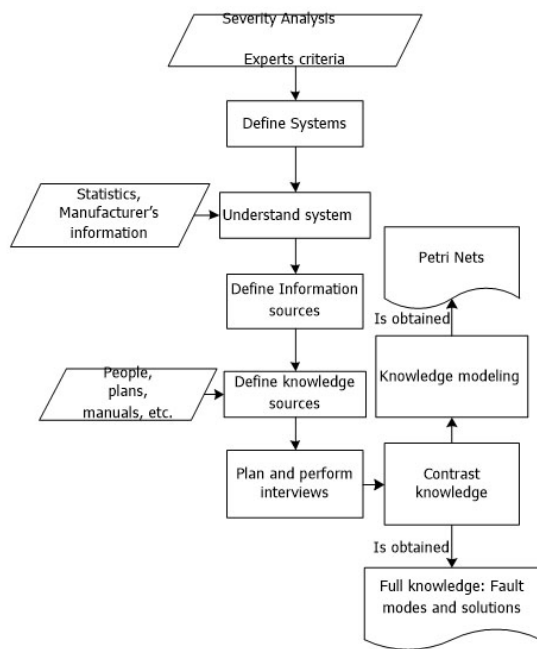 Severity Analysis
Experts criteria
Define Systems
Statistics,
Manufacturer's
information
Understand system
Define Information
sources
People,
plans,
manuals, etc.
Define knowledge
sources
Plan and perform
interviews
Contrast
knowledge
Knowledge modeling
Is obtained
Petri Nets
Is obtained
Full knowledge: Fault
modes and solutions